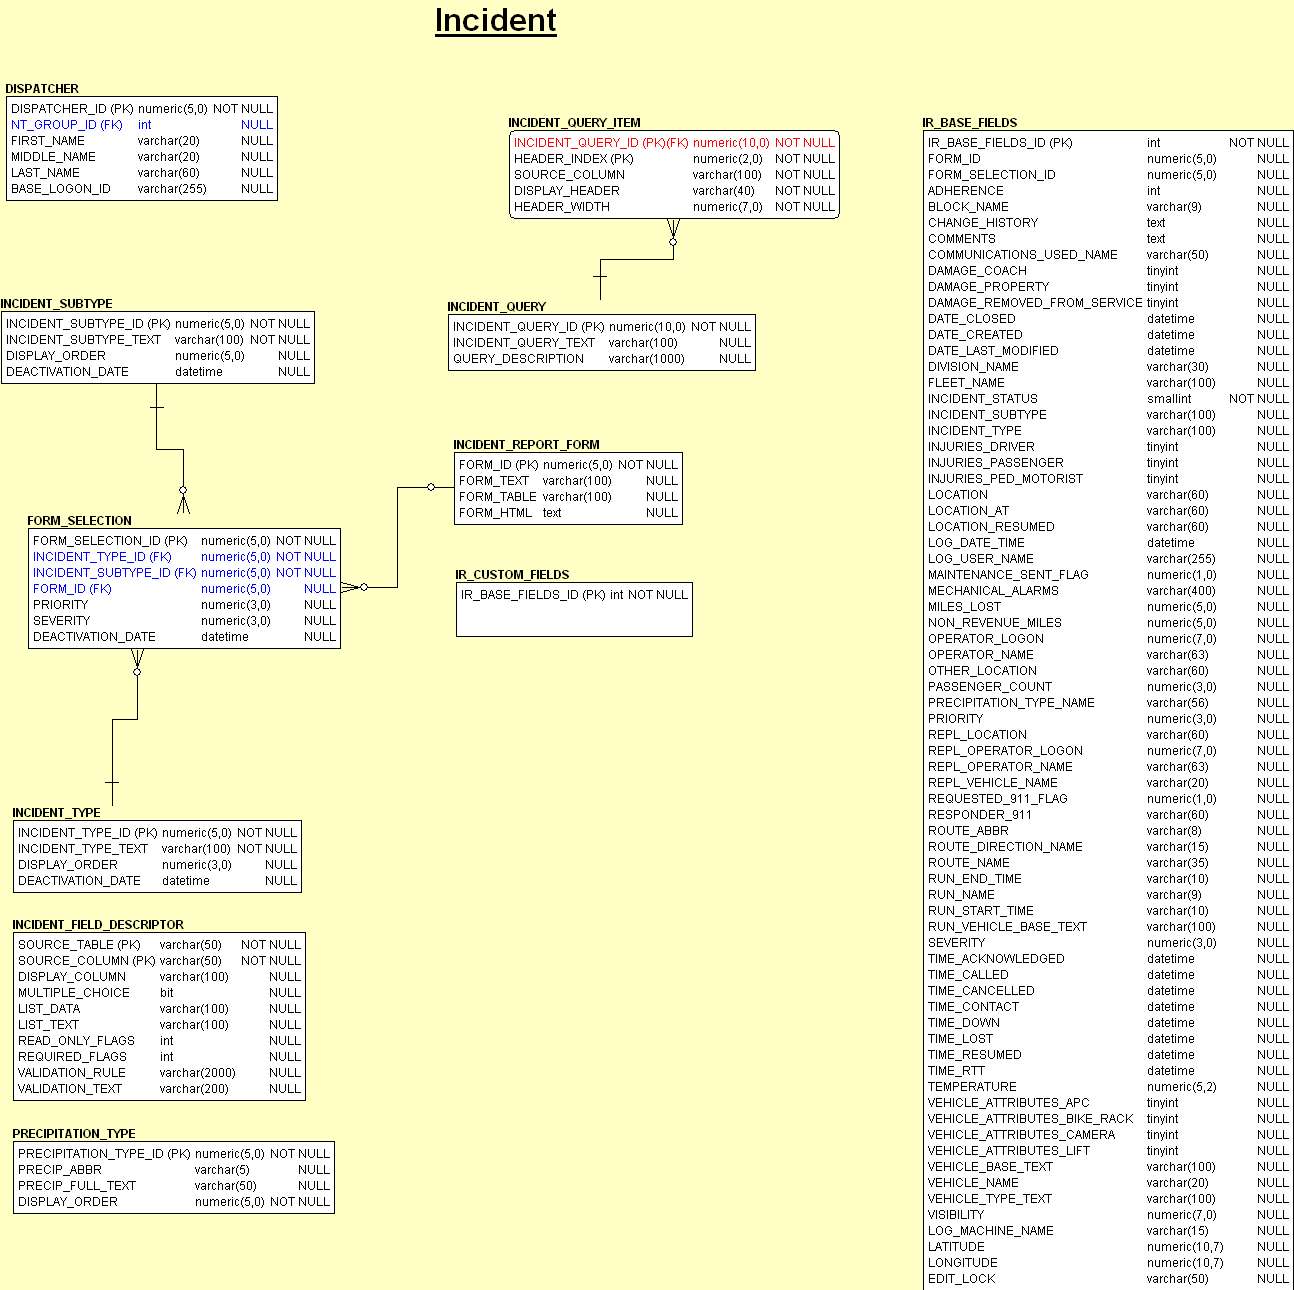 Incident
DISPATCHER
DISPATCHER_ID (PK) numeric(5,0) NOT NULL
NT_GROUP_ID (FK) int NULL
FIRST_NAME varchar(20) NULL
MIDDLE_NAME varchar(20) NULL
LAST_NAME varchar(60) NULL
BASE_LOGON_ID varchar(255) NULL
INCIDENT_SUBTYPE
INCIDENT_SUBTYPE_ID (PK) numeric(5,0) NOT NULL
INCIDENT_SUBTYPE_TEXT varchar(100) NOT NULL
DISPLAY_ORDER numeric(5,0) NULL
DEACTIVATION_DATE datetime NULL
FORM_SELECTION
FORM_SELECTION_ID (PK) numeric(5,0) NOT NULL
INCIDENT_TYPE_ID (FK) numeric(5,0) NOT NULL
INCIDENT_SUBTYPE_ID (FK) numeric(5,0) NOT NULL
FORM_ID (FK) numeric(5,0) NULL
PRIORITY numeric(3,0) NULL
SEVERITY numeric(3,0) NULL
DEACTIVATION_DATE datetime NULL
INCIDENT_TYPE
INCIDENT_TYPE_ID (PK) numeric(5,0) NOT NULL
INCIDENT_TYPE_TEXT varchar(100) NOT NULL
DISPLAY_ORDER numeric(3,0) NULL
DEACTIVATION_DATE datetime NULL
INCIDENT_FIELD_DESCRIPTOR
SOURCE_TABLE (PK) varchar(50) NOT NULL
SOURCE_COLUMN (PK) varchar(50) NOT NULL
DISPLAY_COLUMN varchar(100) NULL
MULTIPLE_CHOICE bit NULL
LIST_DATA varchar(100) NULL
LIST_TEXT varchar(100) NULL
READ_ONLY_FLAGS int NULL
REQUIRED_FLAGS int NULL
VALIDATION_RULE varchar(2000) NULL
VALIDATION_TEXT varchar(200) NULL
PRECIPITATION_TYPE
PRECIPITATION_TYPE_ID (PK) numeric(5,0) NOT NULL
PRECIP_ABBR varchar(5) NULL
PRECIP_FULL_TEXT varchar(50) NULL
DISPLAY_ORDER numeric(5,0) NOT NULL
INCIDENT_QUERY_ITEM
INCIDENT_QUERY_ID (PK)(FK) numeric(10,0) NOT NULL
HEADER_INDEX (PK) numeric(2,0) NOT NULL
SOURCE_COLUMN varchar(100) NOT NULL
DISPLAY_HEADER varchar(40) NOT NULL
HEADER_WIDTH numeric(7,0) NOT NULL
INCIDENT_QUERY
INCIDENT_QUERY_ID (PK) numeric(10,0) NOT NULL
INCIDENT_QUERY_TEXT varchar(100) NULL
QUERY_DESCRIPTION varchar(1000) NULL
INCIDENT_REPORT_FORM
FORM_ID (PK) numeric(5,0) NOT NULL
FORM_TEXT varchar(100) NULL
FORM_TABLE varchar(100) NULL
FORM_HTML text NULL
IR_CUSTOM_FIELDS
IR_BASE_FIELDS_ID (PK) int NOT NULL
IR_BASE_FIELDS
IR_BASE_FIELDS_ID (PK) int NOT NULL
FORM_ID numeric(5,0) NULL
FORM_SELECTION_ID numeric(5,0) NULL
ADHERENCE int NULL
BLOCK_NAME varchar(9) NULL
CHANGE_HISTORY text NULL
COMMENTS text NULL
COMMUNICATIONS_USED_NAME varchar(50) NULL
DAMAGE_COACH tinyint NULL
DAMAGE_PROPERTY tinyint NULL
DAMAGE_REMOVED_FROM_SERVICE tinyint NULL
DATE_CLOSED datetime NULL
DATE_CREATED datetime NULL
DATE_LAST_MODIFIED datetime NULL
DIVISION_NAME varchar(30) NULL
FLEET_NAME varchar(100) NULL
INCIDENT_STATUS smallint NOT NULL
INCIDENT_SUBTYPE varchar(100) NULL
INCIDENT_TYPE varchar(100) NULL
INJURIES_DRIVER tinyint NULL
INJURIES_PASSENGER tinyint NULL
INJURIES_PED_MOTORIST tinyint NULL
LOCATION varchar(60) NULL
LOCATION_AT varchar(60) NULL
LOCATION_RESUMED varchar(60) NULL
LOG_DATE_TIME datetime NULL
LOG_USER_NAME varchar(255) NULL
MAINTENANCE_SENT_FLAG numeric(1,0) NULL
MECHANICAL_ALARMS varchar(400) NULL
MILES_LOST numeric(5,0) NULL
NON_REVENUE_MILES numeric(5,0) NULL
OPERATOR_LOGON numeric(7,0) NULL
OPERATOR_NAME varchar(63) NULL
OTHER_LOCATION varchar(60) NULL
PASSENGER_COUNT numeric(3,0) NULL
PRECIPITATION_TYPE_NAME varchar(56) NULL
PRIORITY numeric(3,0) NULL
REPL_LOCATION varchar(60) NULL
REPL_OPERATOR_LOGON numeric(7,0) NULL
REPL_OPERATOR_NAME varchar(63) NULL
REPL_VEHICLE_NAME varchar(20) NULL
REQUESTED_911_FLAG numeric(1,0) NULL
RESPONDER_911 varchar(60) NULL
ROUTE_ABBR varchar(8) NULL
ROUTE_DIRECTION_NAME varchar(15) NULL
ROUTE_NAME varchar(35) NULL
RUN_END_TIME varchar(10) NULL
RUN_NAME varchar(9) NULL
RUN_START_TIME varchar(10) NULL
RUN_VEHICLE_BASE_TEXT varchar(100) NULL
SEVERITY numeric(3,0) NULL
TIME_ACKNOWLEDGED datetime NULL
TIME_CALLED datetime NULL
TIME_CANCELLED datetime NULL
TIME_CONTACT datetime NULL
TIME_DOWN datetime NULL
TIME_LOST datetime NULL
TIME_RESUMED datetime NULL
TIME_RTT datetime NULL
TEMPERATURE numeric(5,2) NULL
VEHICLE_ATTRIBUTES_APC tinyint NULL
VEHICLE_ATTRIBUTES_BIKE_RACK tinyint NULL
VEHICLE_ATTRIBUTES_CAMERA tinyint NULL
VEHICLE_ATTRIBUTES_LIFT tinyint NULL
VEHICLE_BASE_TEXT varchar(100) NULL
VEHICLE_NAME varchar(20) NULL
VEHICLE_TYPE_TEXT varchar(100) NULL
VISIBILITY numeric(7,0) NULL
LOG_MACHINE_NAME varchar(15) NULL
LATITUDE numeric(10,7) NULL
LONGITUDE numeric(10,7) NULL
EDIT_LOCK varchar(50) NULL